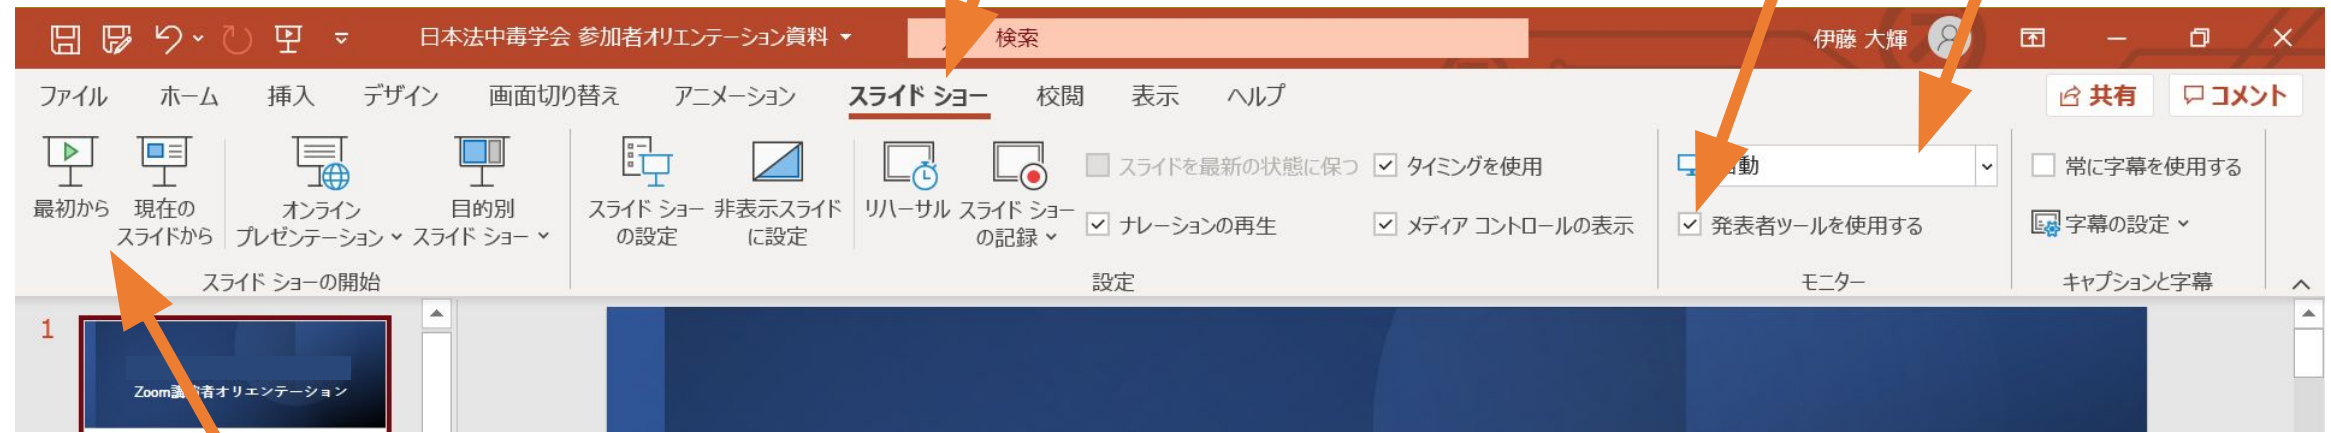 日本法中毒学会 参加者オリエンテーション資料
検索
伊藤 大輝
ファイル ホーム 挿入 デザイン 画面切り替え アニメーション スライド ショー 校閲 表示 ヘルプ
共有 コメント
最初から
現在の
スライドから
オンライン
プレゼンテーション
目的別
スライド ショー
スライド ショーの開始
スライド ショー
の設定
非表示スライド
に設定
リハーサル
スライド ショー
の記録
スライドを最新の状態に保つ
ナレーションの再生
タイミングを使用
メディア コントロールの表示
設定
動
発表者ツールを使用する
モニター
常に字幕を使用する
字幕の設定
キャプションと字幕
1
Zoom講演者オリエンテーション